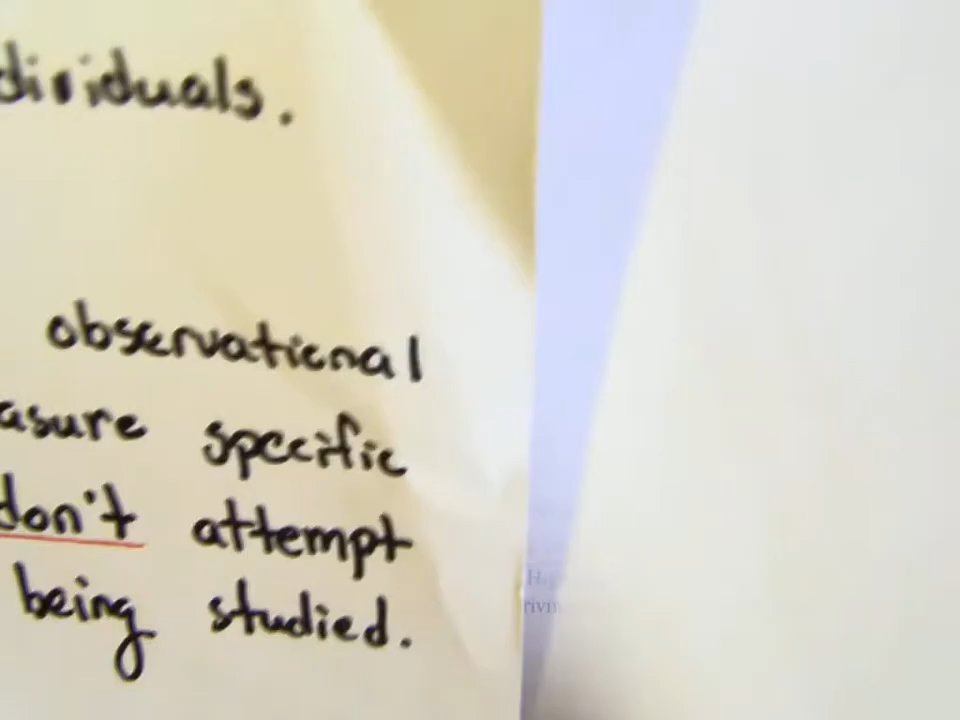 dividuals.
observational
asure specific
don't attempt
being studied.